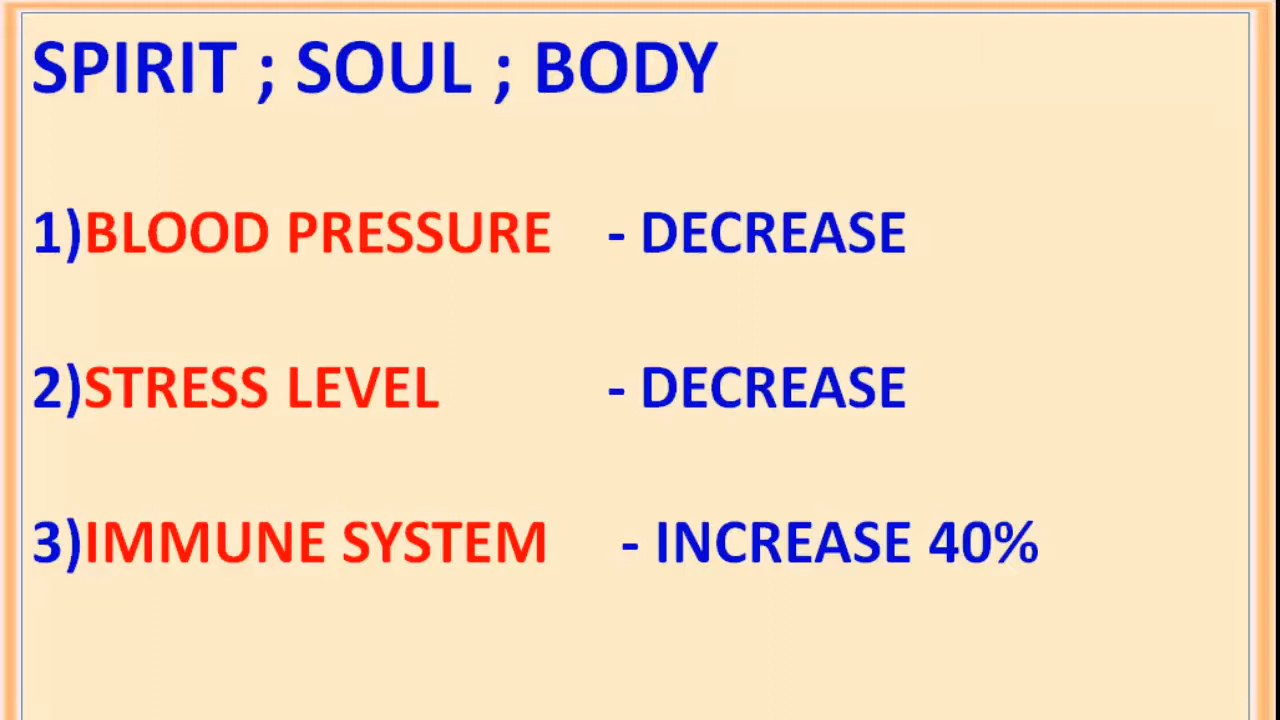 SPIRIT ; SOUL ; BODY
1)BLOOD PRESSURE - DECREASE
2)STRESS LEVEL - DECREASE
3)IMMUNE SYSTEM - INCREASE 40%